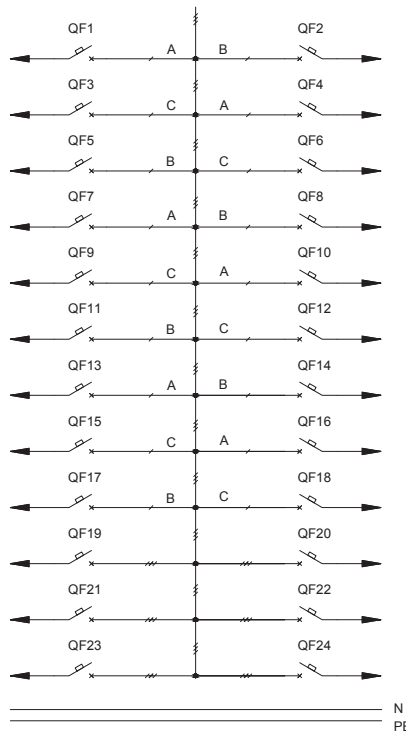 QF1 QF2
A B
QF3 QF4
C A
QF5 QF6
B C
QF7 QF8
A B
QF9 QF10
C A
QF11 QF12
B C
QF13 QF14
A B
QF15 QF16
C A
QF17 QF18
B C
QF19 QF20
QF21 QF22
QF23 QF24
N
PE